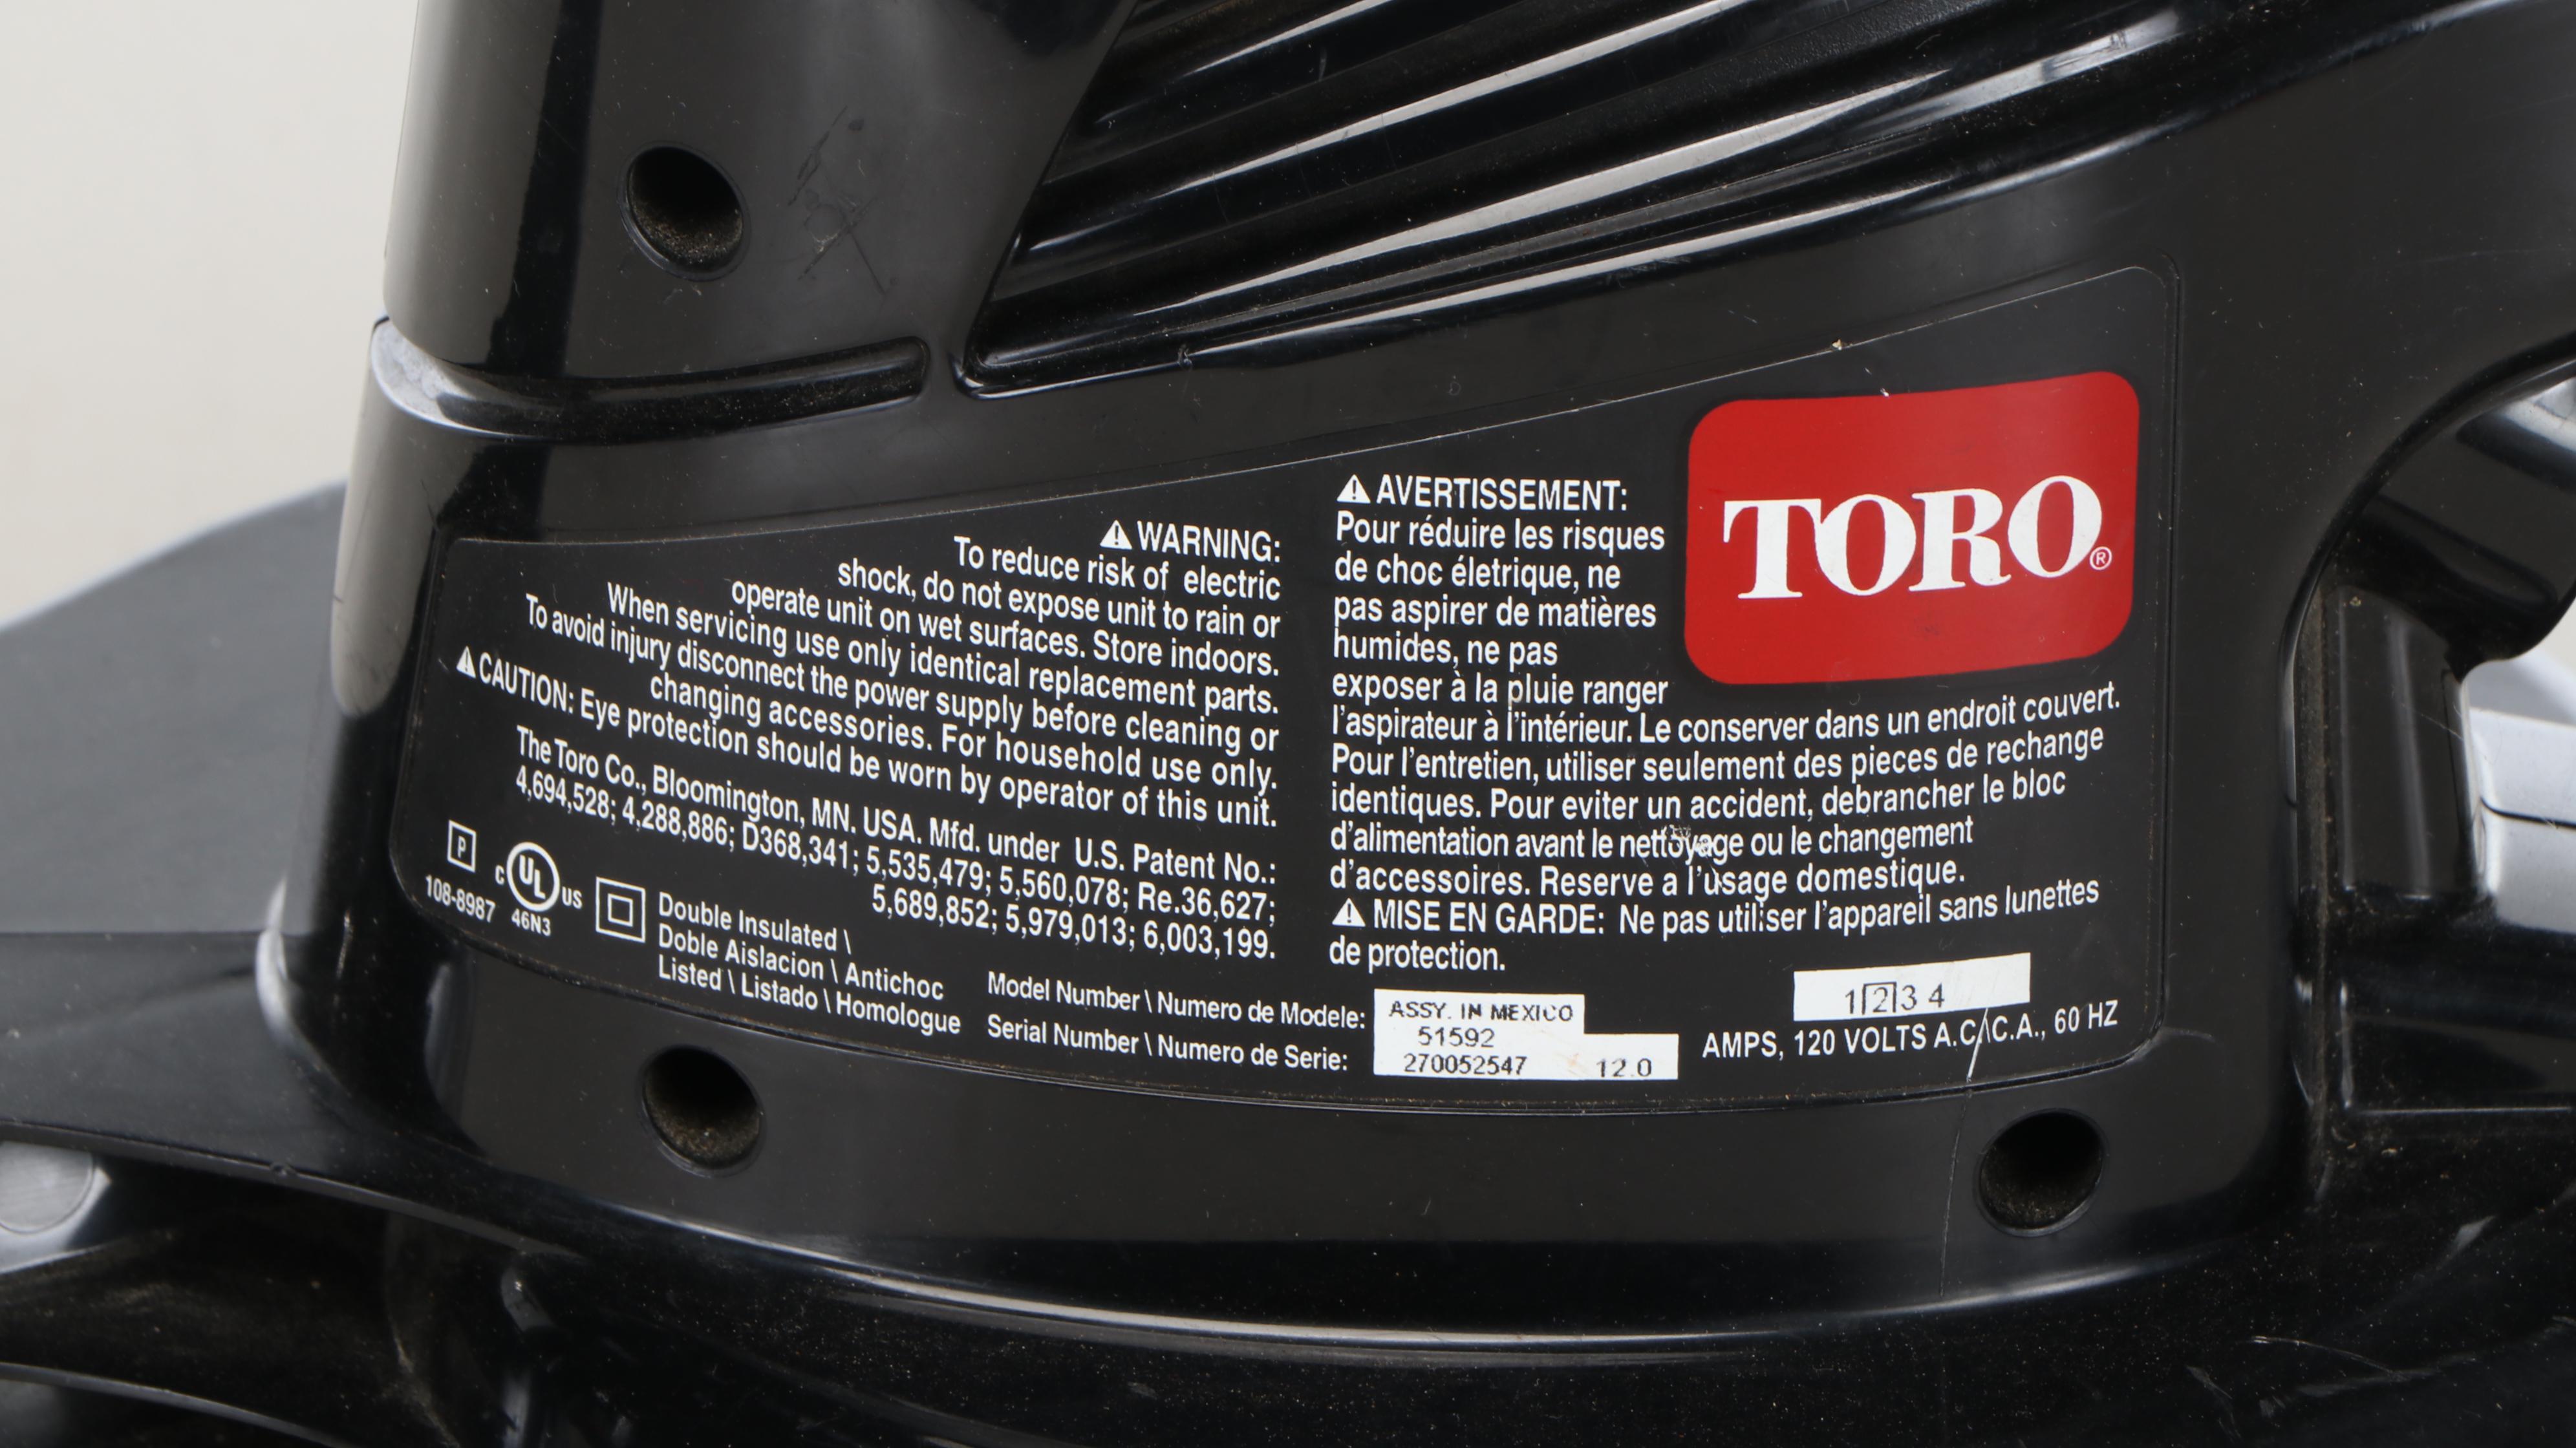 ⚠ WARNING:
To reduce risk of electric
shock, do not expose unit to rain or
operate unit on wet surfaces. Store indoors.
When servicing use only identical replacement parts.
To avoid injury disconnect the power supply before cleaning or
changing accessories. For household use only.
⚠ CAUTION: Eye protection should be worn by operator of this unit.
The Toro Co., Bloomington, MN. USA. Mfd. under U.S. Patent No.:
4,694,528; 4,288,886; D368,341; 5,535,479; 5,560,078; Re.36,627;
5,689,852; 5,979,013; 6,003,199.
P
108-8987
C UL US
46N3
Double Insulated \
Doble Aislacion \ Antichoc
Listed \ Listado \ Homologue
⚠ AVERTISSEMENT:
Pour réduire les risques
de choc életrique, ne
pas aspirer de matières
humides, ne pas
exposer à la pluie ranger
l'aspirateur à l'intérieur. Le conserver dans un endroit couvert.
Pour l'entretien, utiliser seulement des pieces de rechange
identiques. Pour eviter un accident, debrancher le bloc
d'alimentation avant le nettoyage ou le changement
d'accessoires. Reserve a l'usage domestique.
⚠ MISE EN GARDE: Ne pas utiliser l'appareil sans lunettes
de protection.
TORO®
Model Number \ Numero de Modele:
Serial Number \ Numero de Serie:
ASSY. IN MEXICO
51592
270052547 12.0
1 2 3 4
AMPS, 120 VOLTS A.C.\C.A., 60 HZ